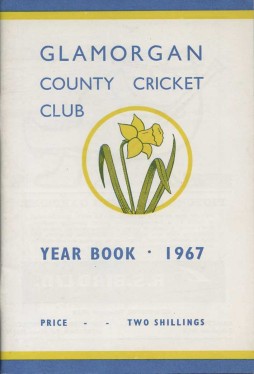 GLAMORGAN
COUNTY CRICKET
CLUB
YEAR BOOK · 1967
PRICE - - TWO SHILLINGS